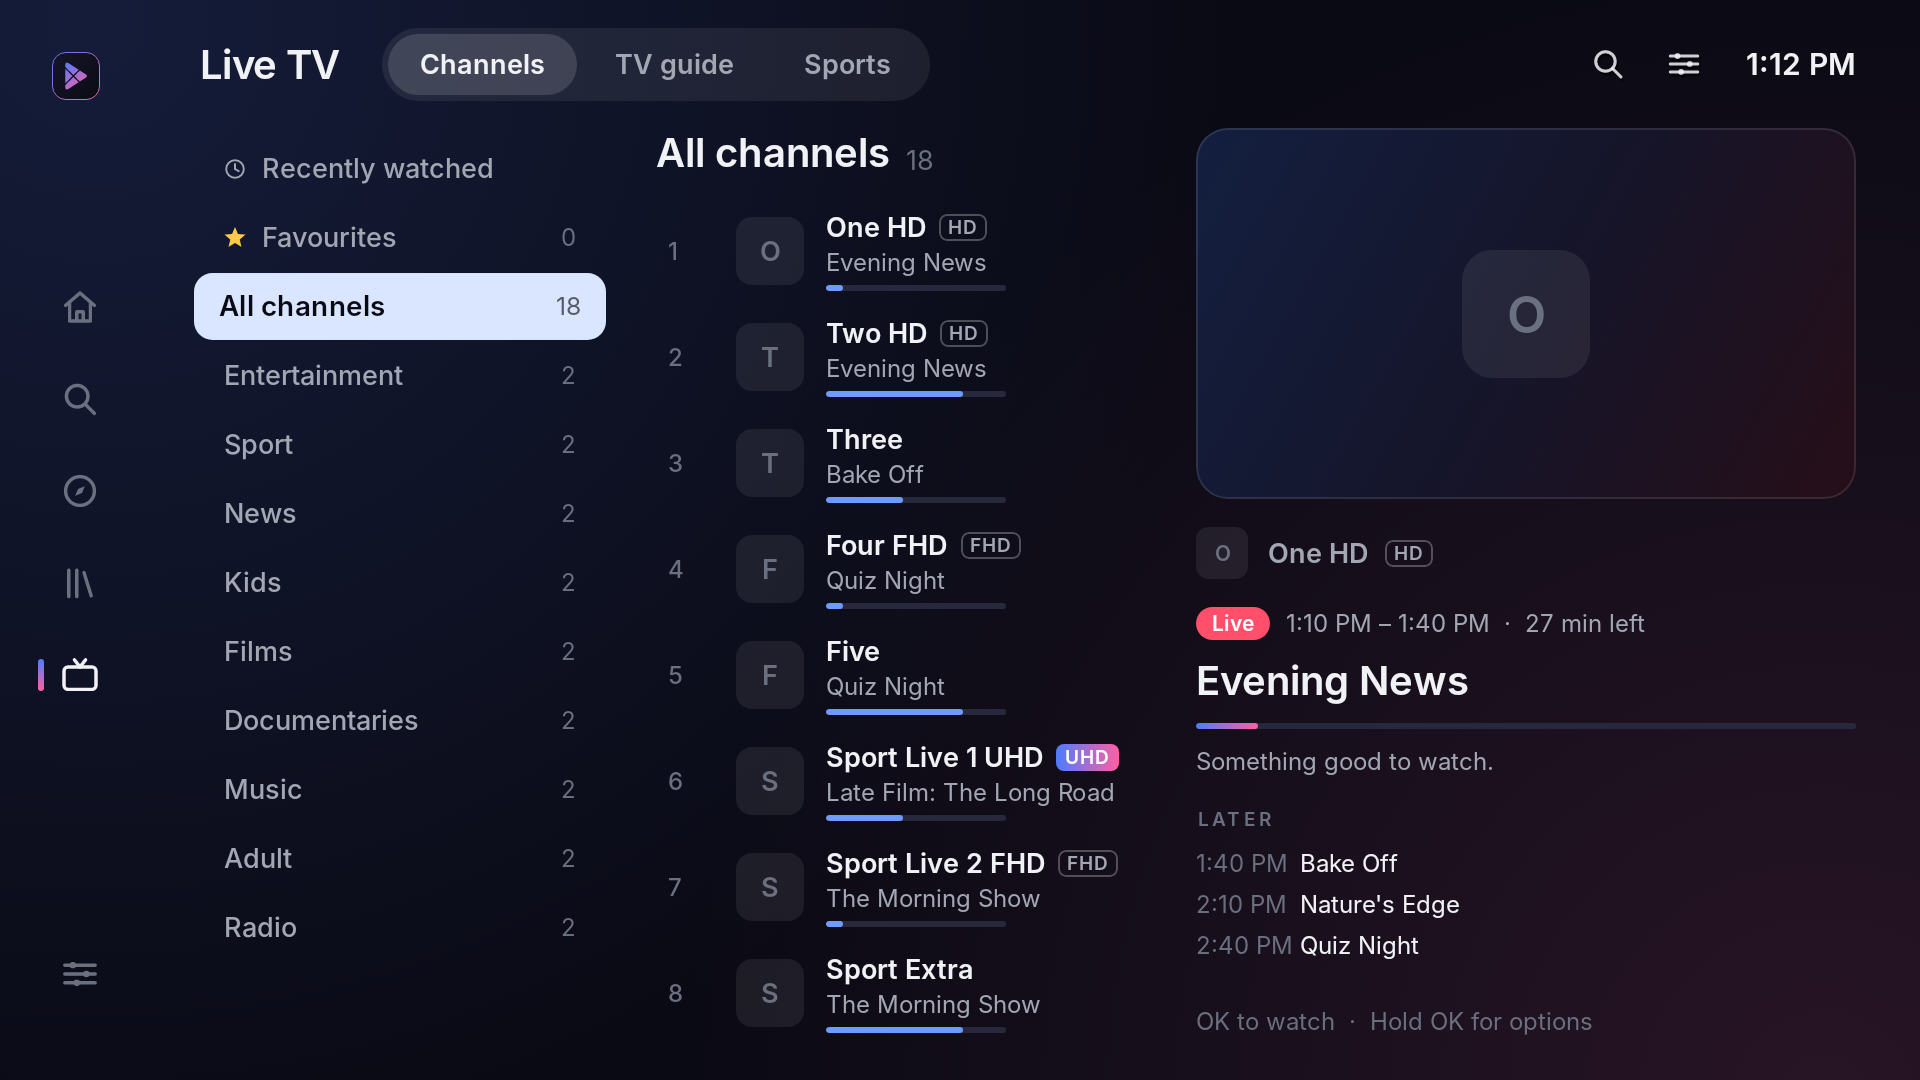 Live TV
Channels
TV guide
Sports
1:12 PM
Recently watched
Favourites 0
All channels 18
Entertainment 2
Sport 2
News 2
Kids 2
Films 2
Documentaries 2
Music 2
Adult 2
Radio 2
All channels 18
1 O One HD HD
Evening News
2 T Two HD HD
Evening News
3 T Three
Bake Off
4 F Four FHD FHD
Quiz Night
5 F Five
Quiz Night
6 S Sport Live 1 UHD UHD
Late Film: The Long Road
7 S Sport Live 2 FHD FHD
The Morning Show
8 S Sport Extra
The Morning Show
O
O One HD HD
Live 1:10 PM – 1:40 PM · 27 min left
Evening News
Something good to watch.
LATER
1:40 PM Bake Off
2:10 PM Nature's Edge
2:40 PM Quiz Night
OK to watch · Hold OK for options